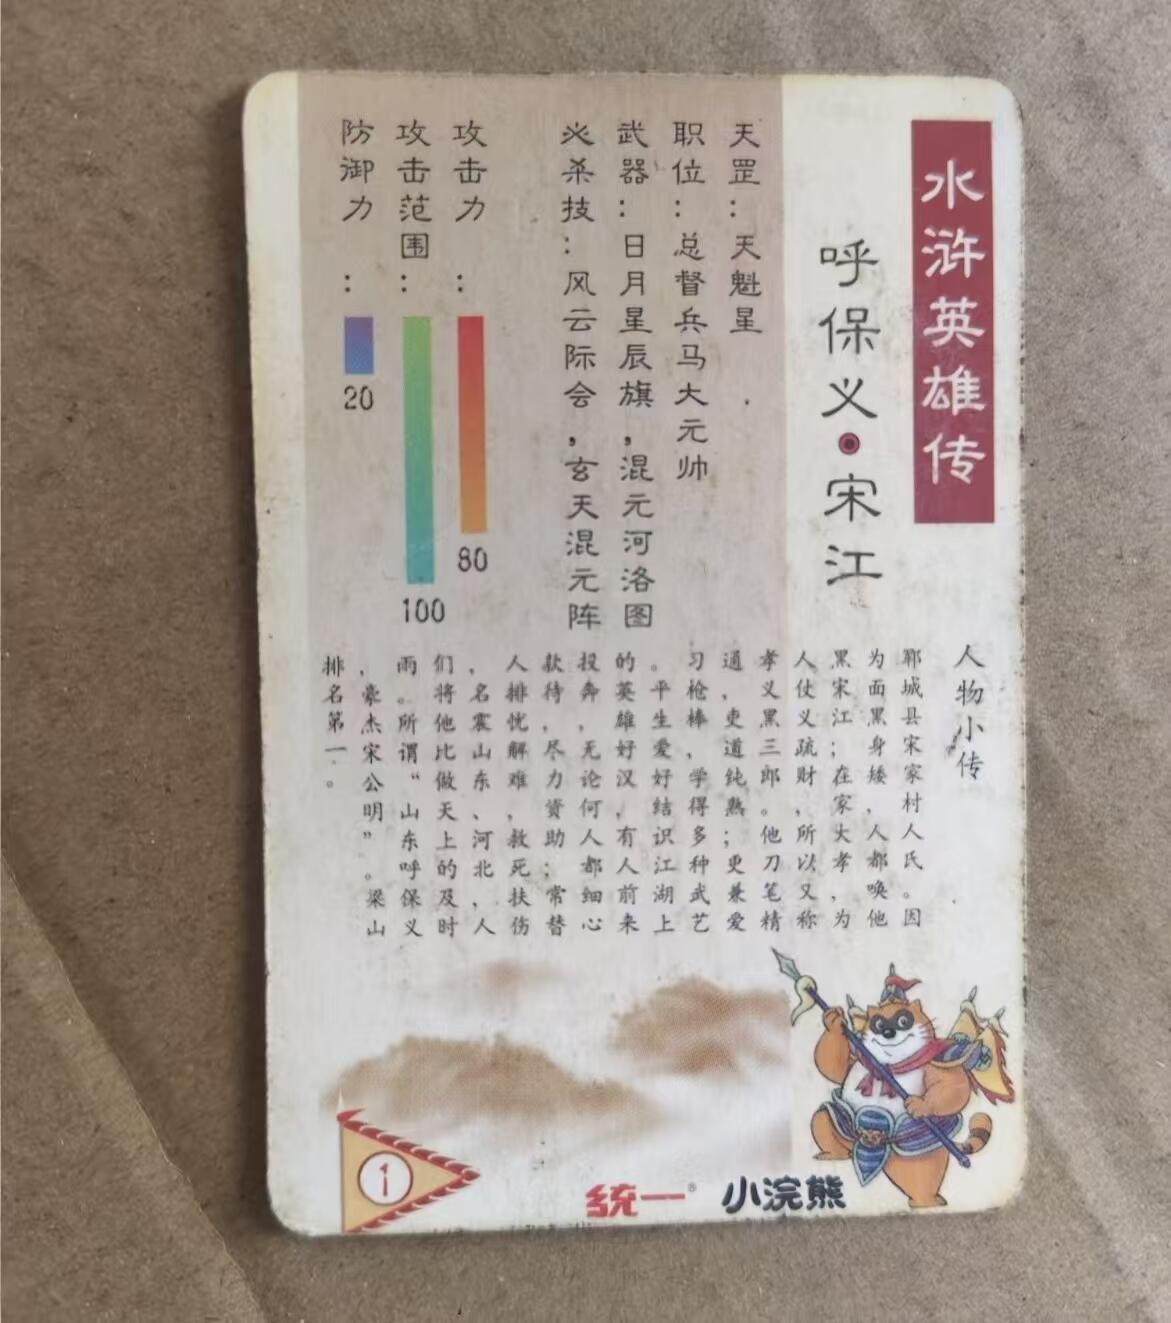 水浒英雄传
呼保义·宋江
天罡：天魁星
职位：总督兵马大元帅
武器：日月星辰旗，混元河洛图
必杀技：风云际会，玄天混元阵
攻击力：80
攻击范围：100
防御力：20
人物小传
郓城县宋家村人氏。因
为面黑身矮，人都唤他
黑宋江；在家大孝，为
人仗义疏财，所以又称
孝义黑三郎。他刀笔精
通，吏道钝熟；更兼爱
习枪棒，学得多种武艺
。平生爱好结识江湖上
的英雄好汉，有人前来
投奔，无论何人都细心
款待，尽力资助；常替
人排忧解难，救死扶伤
，名震山东、河北，人
们将他比做天上的及时
雨。所谓“山东呼保义
，豪杰宋公明”。梁山
排名第一。
1
统一®
小浣熊